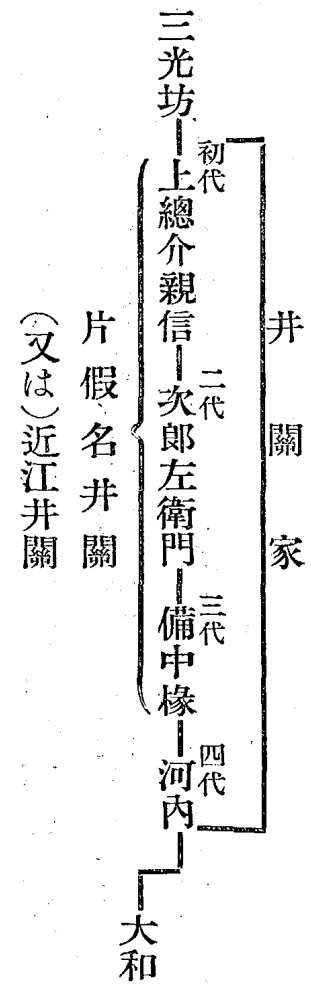 井關家
三光坊
初代
上總介親信
二代
次郎左衛門
三代
備中椽
四代
河內
大和
片假名井關
(又は)近江井關